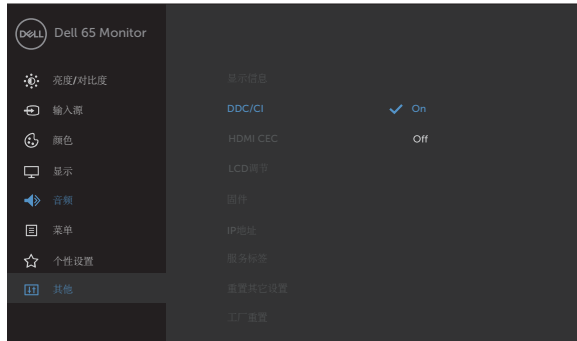 DELL Dell 65 Monitor
亮度/对比度
显示信息
输入源
DDC/CI
On
颜色
HDMI CEC
Off
显示
LCD调节
音频
固件
菜单
IP地址
个性设置
服务标签
其他
重置其它设置
工厂重置